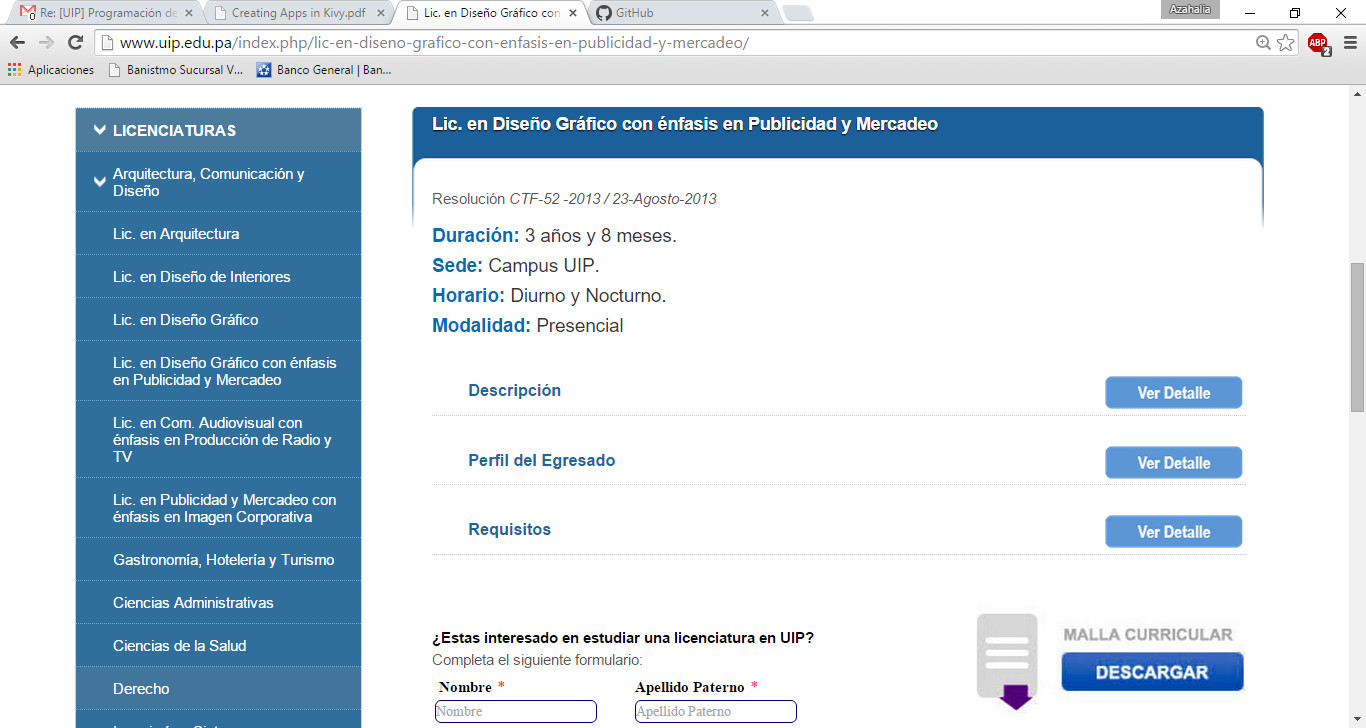 Re: [UIP] Programación de
Creating Apps in Kivy.pdf
Lic. en Diseño Gráfico con
GitHub
Azahalia
www.uip.edu.pa/index.php/lic-en-diseno-grafico-con-enfasis-en-publicidad-y-mercadeo/
ABP
2
Aplicaciones
Banistmo Sucursal V...
Banco General | Ban...
LICENCIATURAS
Arquitectura, Comunicación y
Diseño
Lic. en Arquitectura
Lic. en Diseño de Interiores
Lic. en Diseño Gráfico
Lic. en Diseño Gráfico con énfasis
en Publicidad y Mercadeo
Lic. en Com. Audiovisual con
énfasis en Producción de Radio y
TV
Lic. en Publicidad y Mercadeo con
énfasis en Imagen Corporativa
Gastronomía, Hotelería y Turismo
Ciencias Administrativas
Ciencias de la Salud
Derecho
Lic. en Diseño Gráfico con énfasis en Publicidad y Mercadeo
Resolución CTF-52 -2013 / 23-Agosto-2013
Duración: 3 años y 8 meses.
Sede: Campus UIP.
Horario: Diurno y Nocturno.
Modalidad: Presencial
Descripción
Ver Detalle
Perfil del Egresado
Ver Detalle
Requisitos
Ver Detalle
¿Estas interesado en estudiar una licenciatura en UIP?
Completa el siguiente formulario:
Nombre *
Apellido Paterno *
Nombre
Apellido Paterno
MALLA CURRICULAR
DESCARGAR